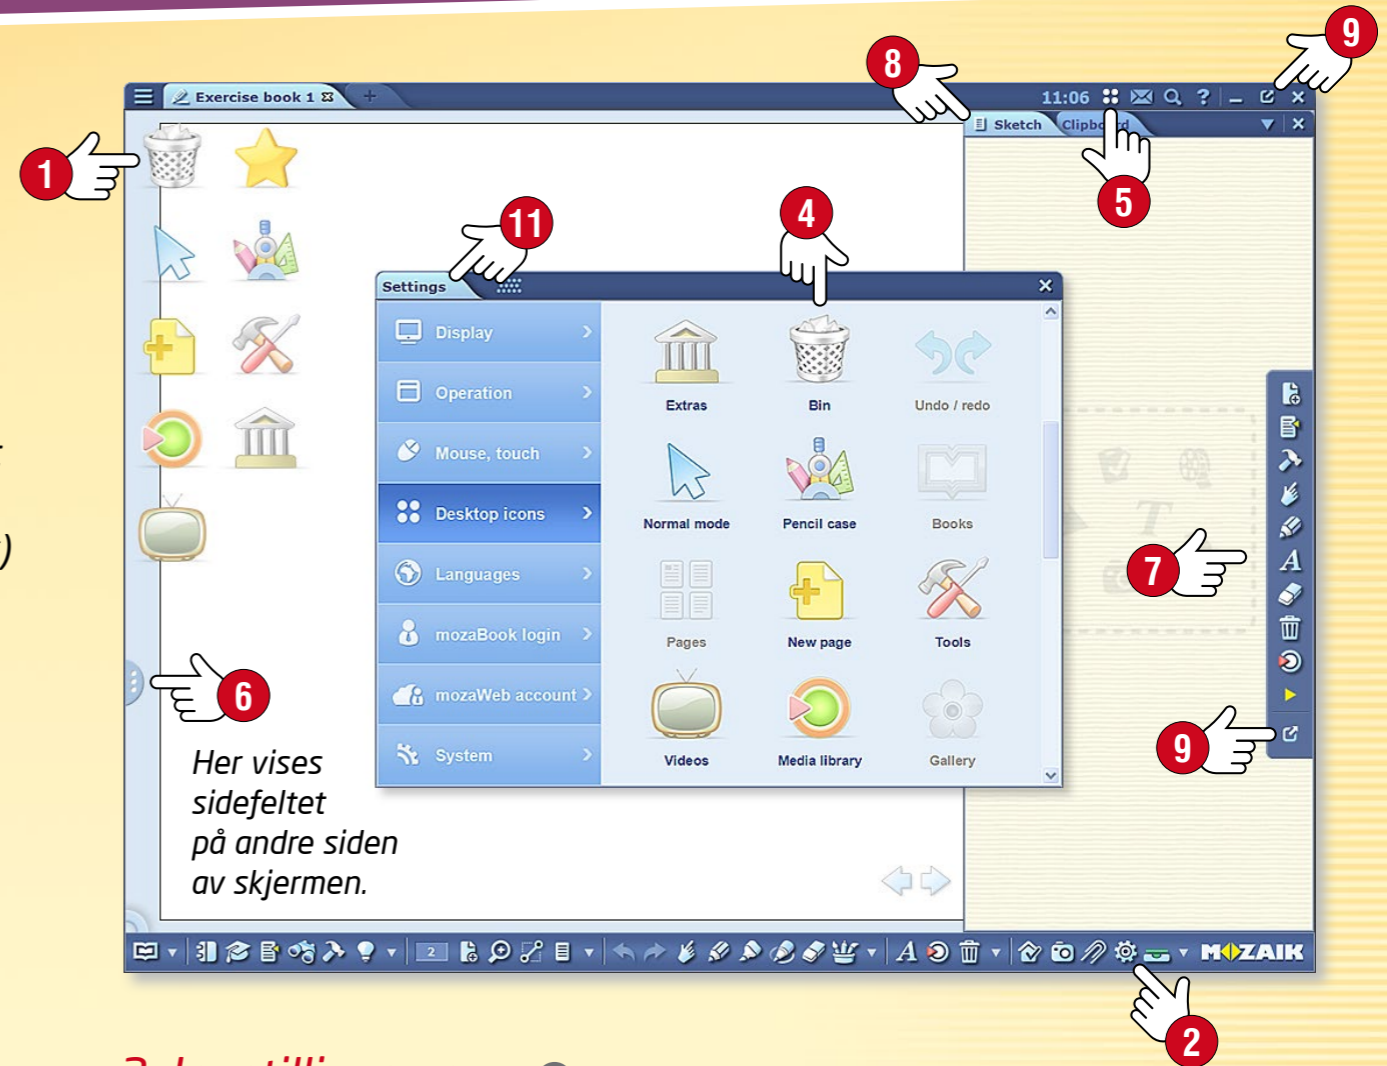 9
8
Exercise book 1
11:06
Sketch
Clipboard
1
5
11
4
Settings
Display
Operation
Mouse, touch
Desktop icons
Languages
mozaBook login
mozaWeb account
System
Extras
Bin
Undo / redo
Normal mode
Pencil case
Books
Pages
New page
Tools
Videos
Media library
Gallery
T
A
7
6
9
Her vises
sidefeltet
på andre siden
av skjermen.
2
A
MOZAIK
2